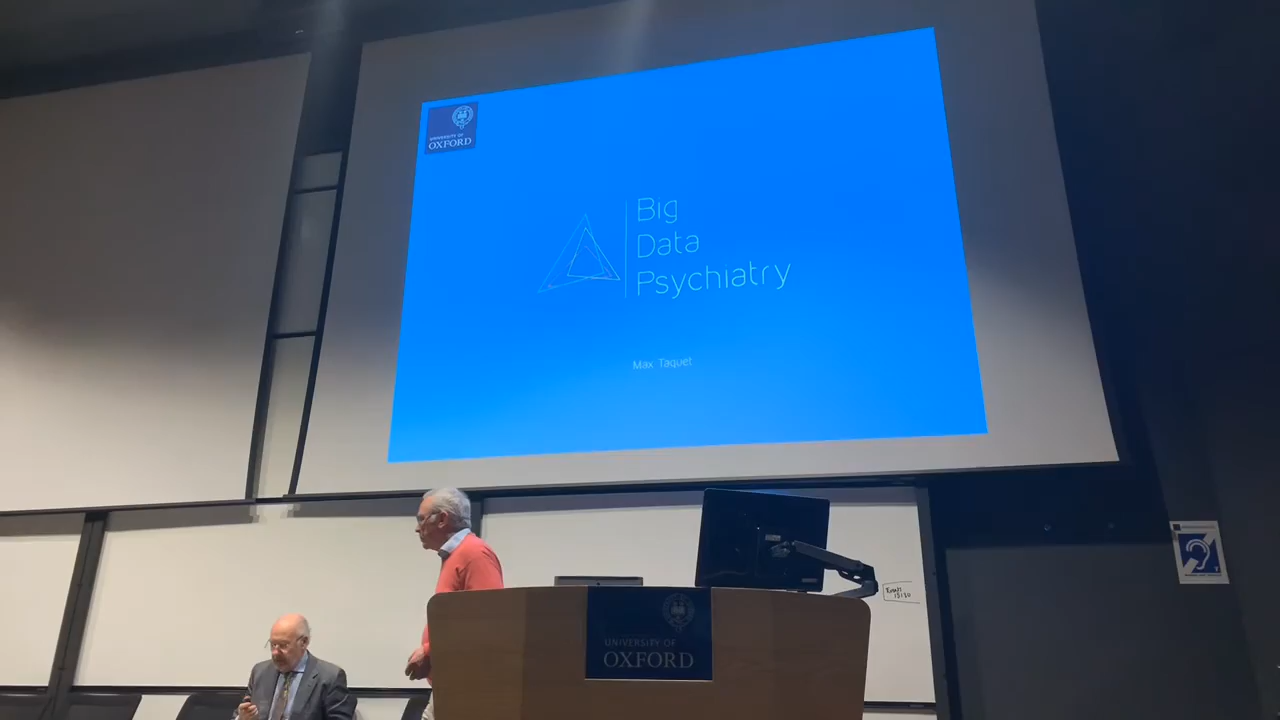 UNIVERSITY OF
OXFORD
Big
Data
Psychiatry
Max Taquet
UNIVERSITY OF
OXFORD